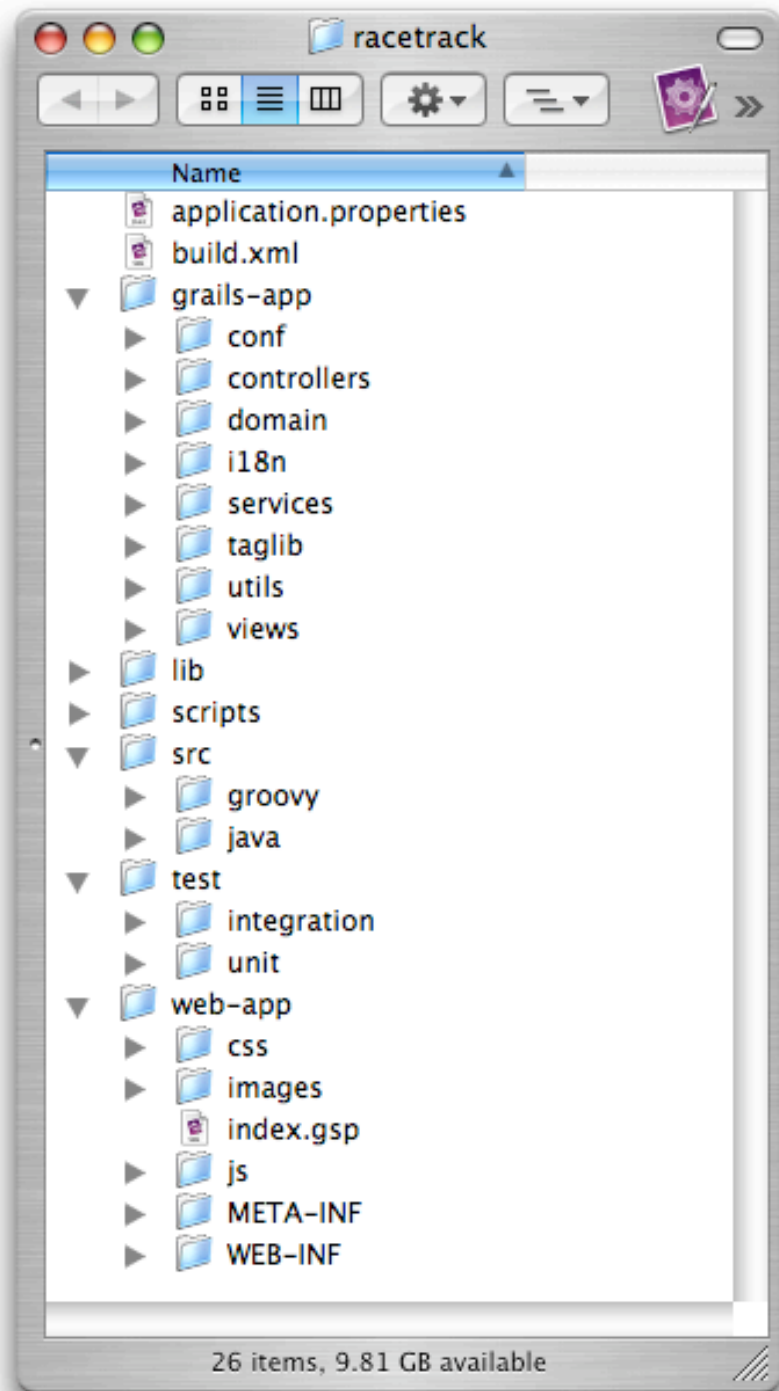 racetrack
Name
application.properties
build.xml
grails-app
conf
controllers
domain
i18n
services
taglib
utils
views
lib
scripts
src
groovy
java
test
integration
unit
web-app
css
images
index.gsp
js
META-INF
WEB-INF
26 items, 9.81 GB available